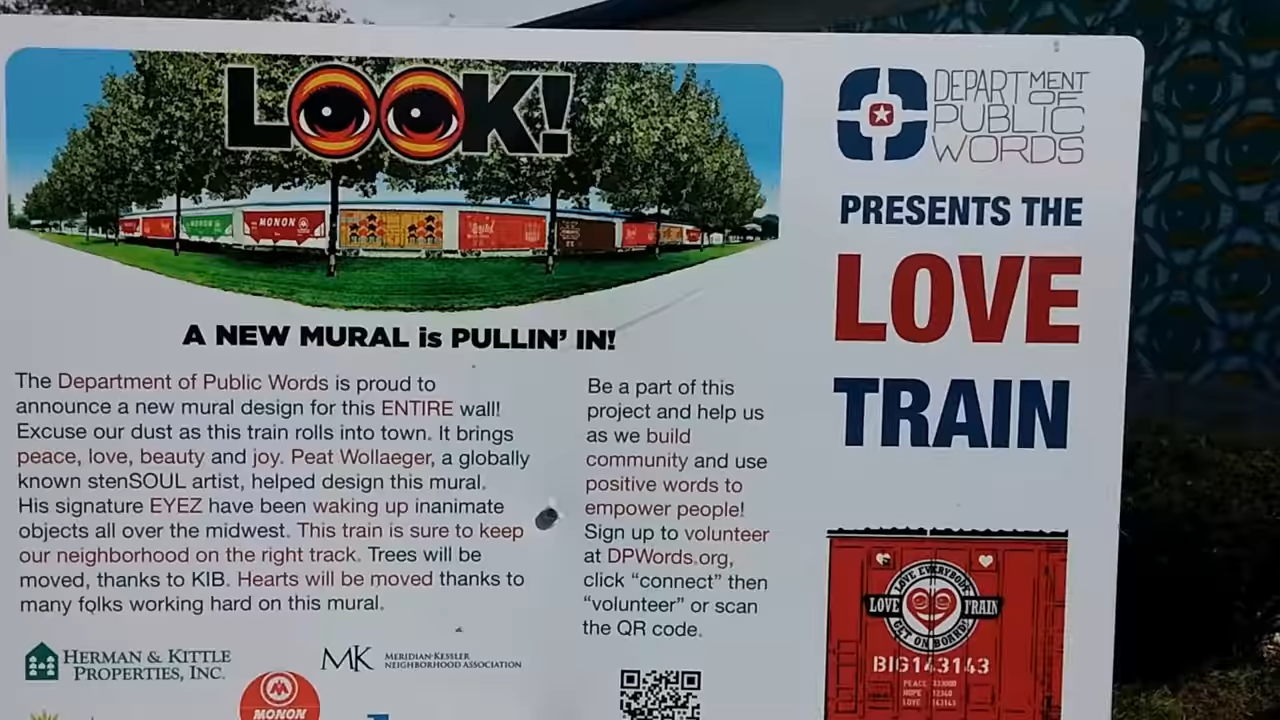 LOOK!
MONON
MONON
A NEW MURAL is PULLIN' IN!
The Department of Public Words is proud to
announce a new mural design for this ENTIRE wall!
Excuse our dust as this train rolls into town. It brings
peace, love, beauty and joy. Peat Wollaeger, a globally
known stenSOUL artist, helped design this mural.
His signature EYEZ have been waking up inanimate
objects all over the midwest. This train is sure to keep
our neighborhood on the right track. Trees will be
moved, thanks to KIB. Hearts will be moved thanks to
many folks working hard on this mural.
Be a part of this
project and help us
as we build
community and use
positive words to
empower people!
Sign up to volunteer
at DPWords.org,
click “connect” then
“volunteer” or scan
the QR code.
HERMAN & KITTLE
PROPERTIES, INC.
MK
MERIDIAN-KESSLER
NEIGHBORHOOD ASSOCIATION
M
MONON
DEPARTMENT
OF
PUBLIC
WORDS
PRESENTS THE
LOVE
TRAIN
LOVE EVERYBODY
LOVE TRAIN
GET ON BOARD!
BIG143143
PEACE
HOPE
LOVE 143143